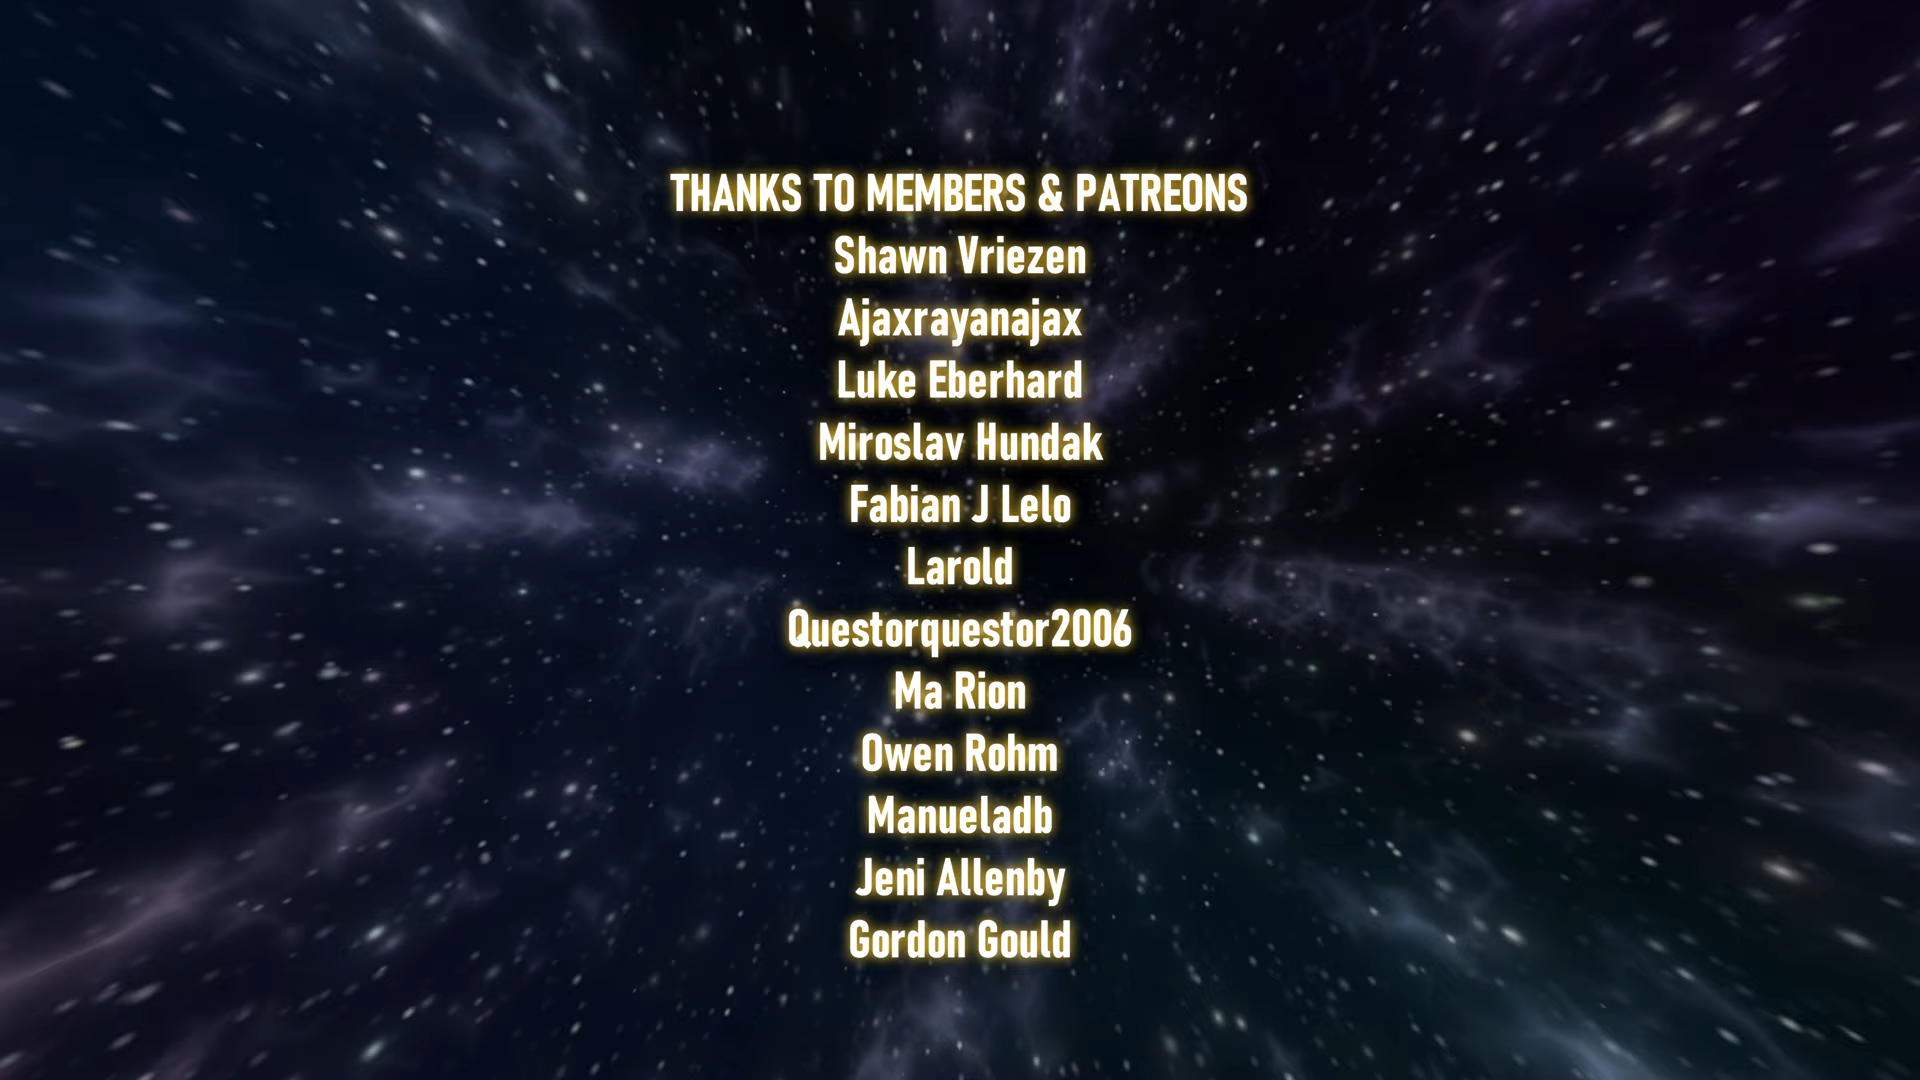 THANKS TO MEMBERS & PATREONS
Shawn Vriezen
Ajaxrayanajax
Luke Eberhard
Miroslav Hundak
Fabian J Lelo
Larold
Questorquestor2006
Ma Rion
Owen Rohm
Manueladb
Jeni Allenby
Gordon Gould